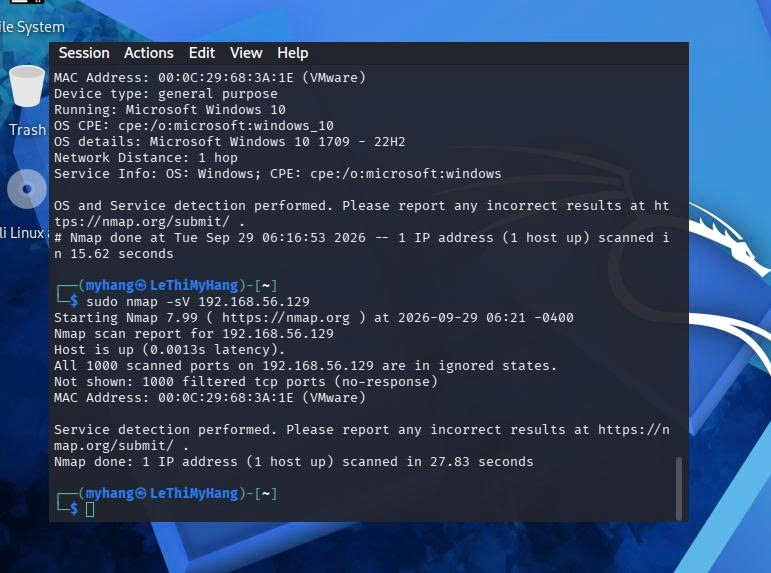 ile System
Trash
li Linux a
Session Actions Edit View Help
MAC Address: 00:0C:29:68:3A:1E (VMware)
Device type: general purpose
Running: Microsoft Windows 10
OS CPE: cpe:/o:microsoft:windows_10
OS details: Microsoft Windows 10 1709 - 22H2
Network Distance: 1 hop
Service Info: OS: Windows; CPE: cpe:/o:microsoft:windows
OS and Service detection performed. Please report any incorrect results at ht
tps://nmap.org/submit/ .
# Nmap done at Tue Sep 29 06:16:53 2026 -- 1 IP address (1 host up) scanned i
n 15.62 seconds
┌──(myhang㉿LeThiMyHang)-[~]
└─$ sudo nmap -sV 192.168.56.129
Starting Nmap 7.99 ( https://nmap.org ) at 2026-09-29 06:21 -0400
Nmap scan report for 192.168.56.129
Host is up (0.0013s latency).
All 1000 scanned ports on 192.168.56.129 are in ignored states.
Not shown: 1000 filtered tcp ports (no-response)
MAC Address: 00:0C:29:68:3A:1E (VMware)
Service detection performed. Please report any incorrect results at https://n
map.org/submit/ .
Nmap done: 1 IP address (1 host up) scanned in 27.83 seconds
┌──(myhang㉿LeThiMyHang)-[~]
└─$